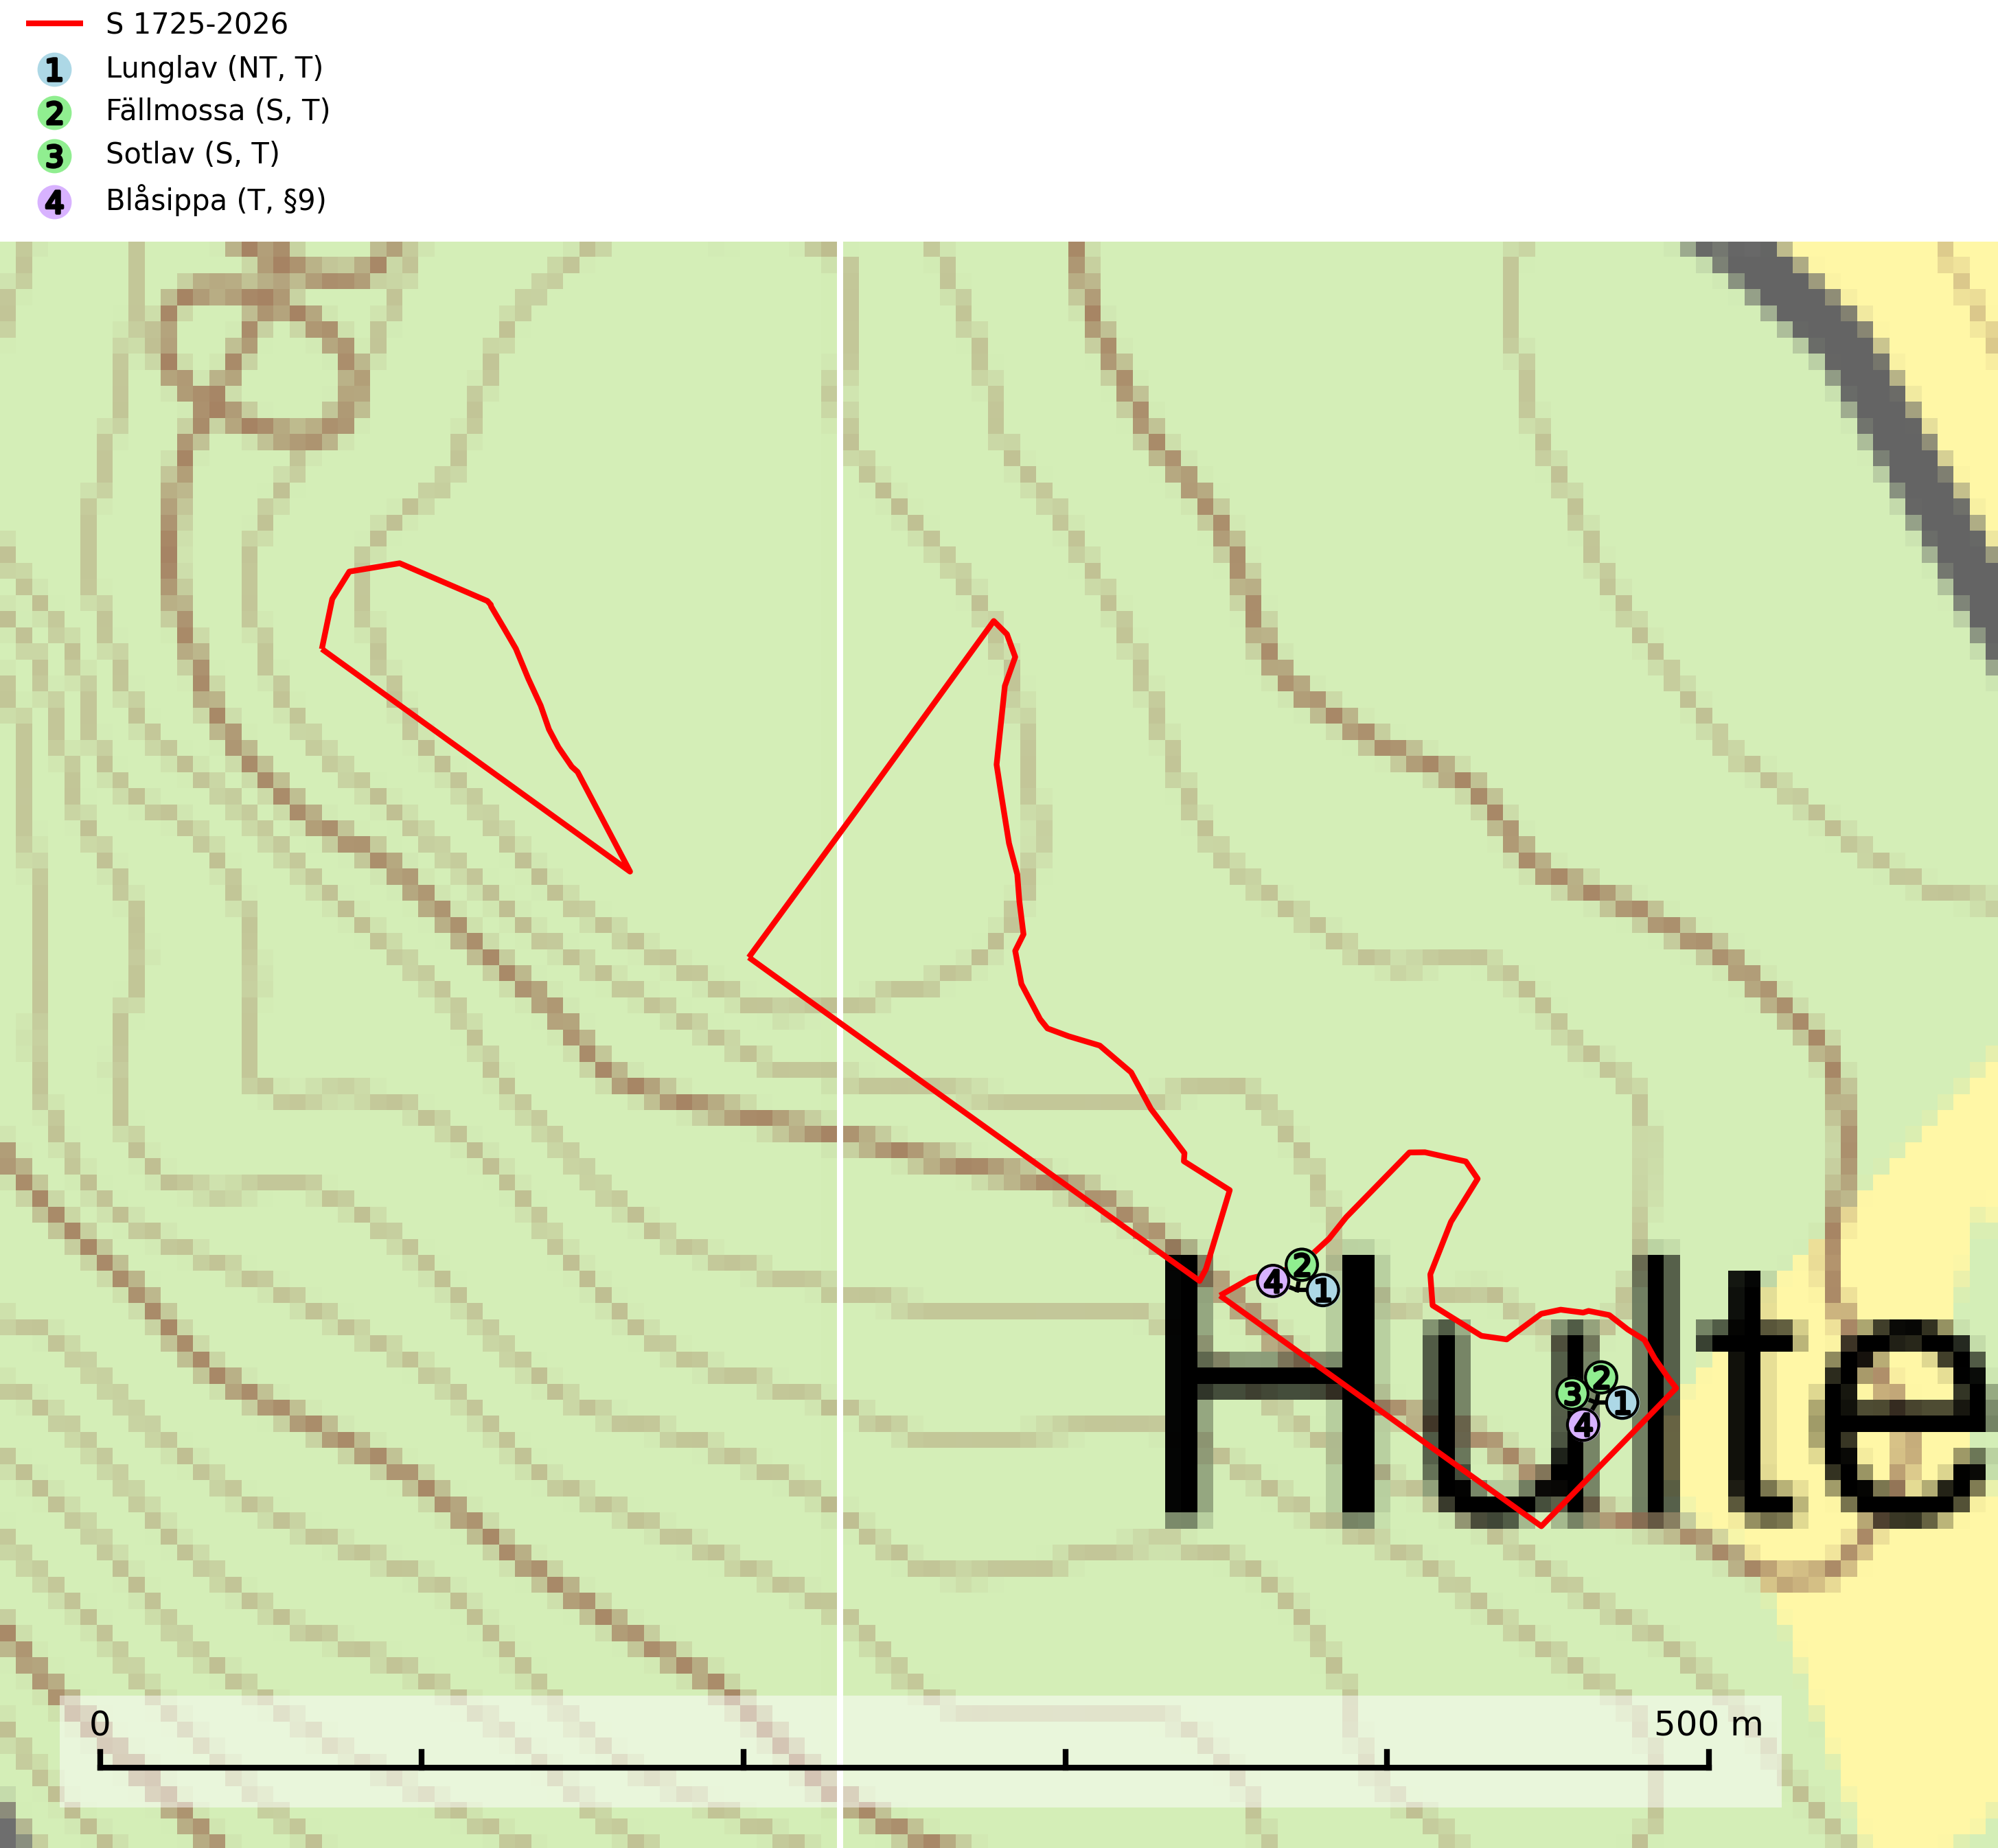 S 1725-2026
1 Lunglav (NT, T)
2 Fällmossa (S, T)
3 Sotlav (S, T)
4 Blåsippa (T, §9)
4 2 1
Hulte
3 2 1 4
0 500 m